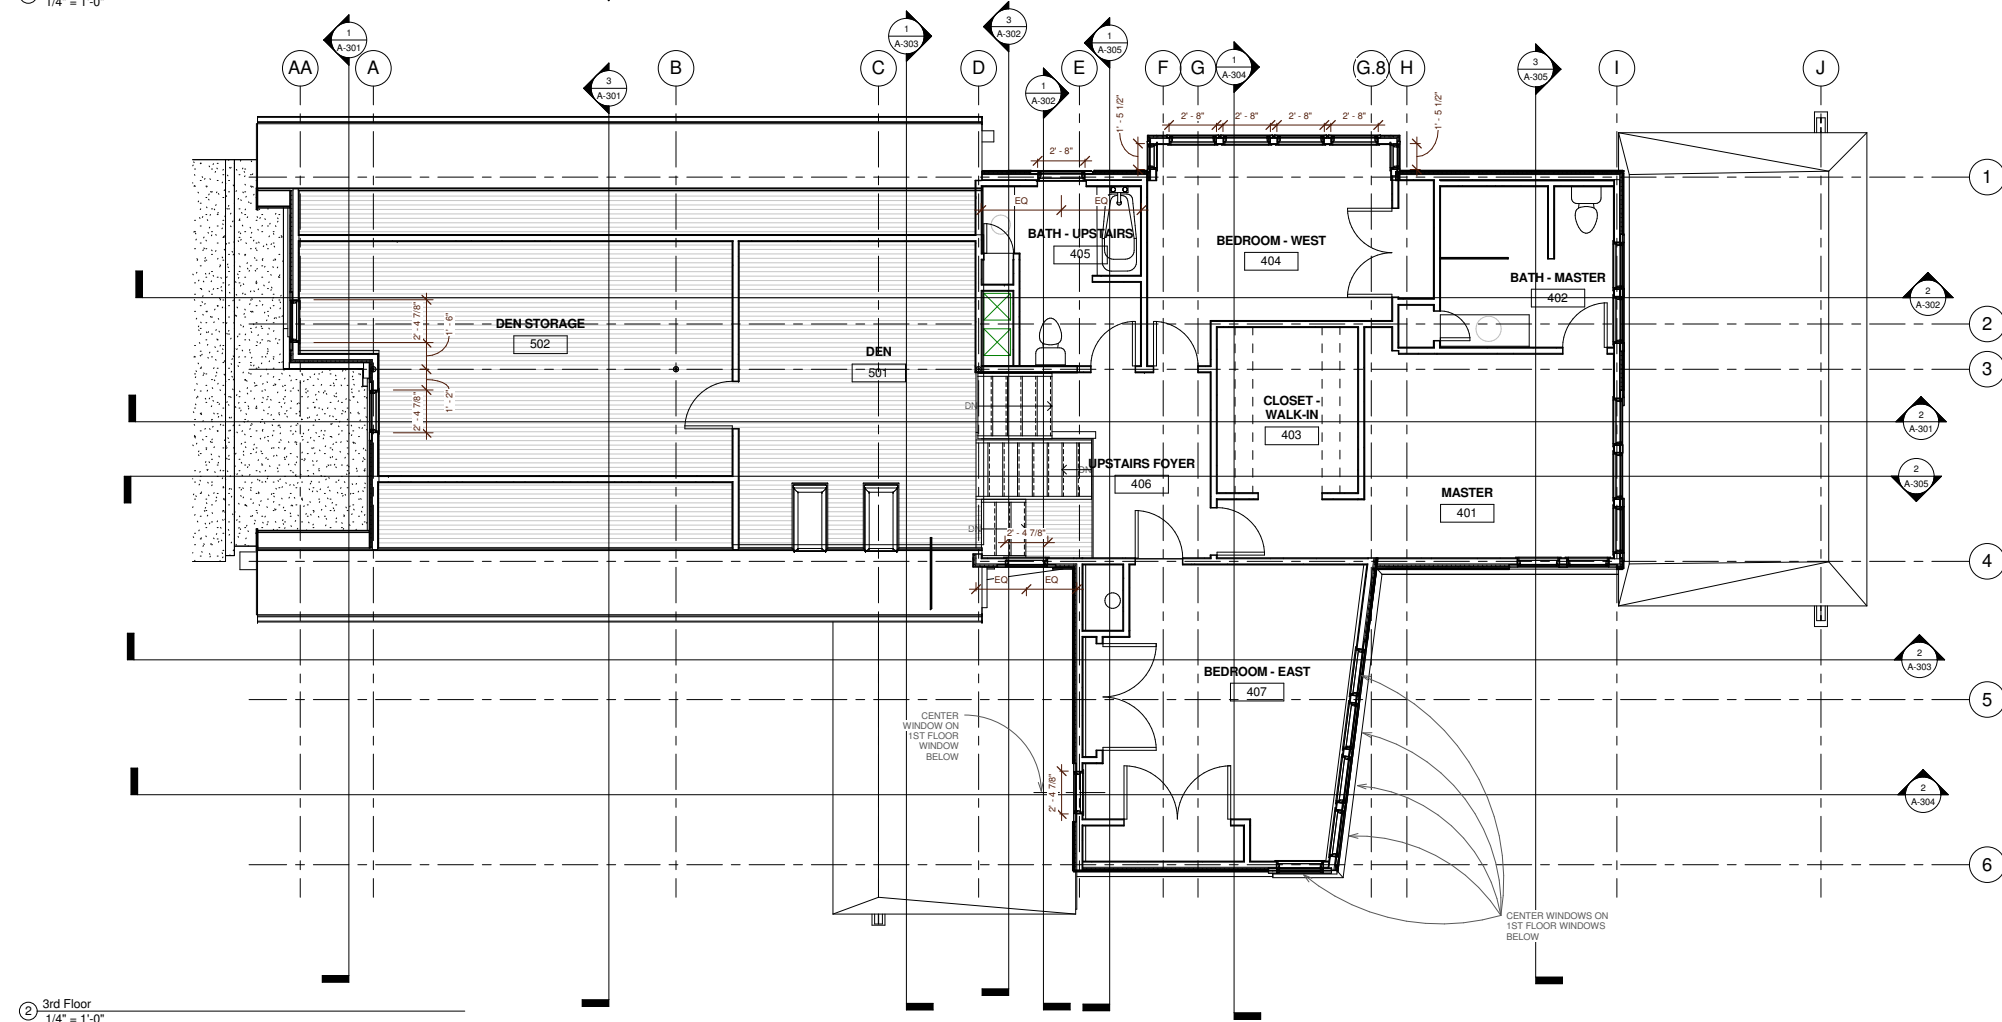 1/4" = 1'-0"
1
A-301
3
A-301
1
A-303
3
A-302
1
A-302
1
A-305
1
A-304
3
A-305
AA
A
B
C
D
E
F
G
G.8
H
I
J
1' - 5 1/2"
2' - 8"
2' - 8"
2' - 8"
2' - 8"
1' - 5 1/2"
2' - 8"
1
EQ
EQ
BATH - UPSTAIRS
405
BEDROOM - WEST
404
BATH - MASTER
402
2
A-302
2' - 4 7/8"
1' - 6"
DEN STORAGE
502
2
DEN
501
3
2' - 4 7/8"
1' - 2"
DN
CLOSET -
WALK-IN
403
2
A-301
DN
UPSTAIRS FOYER
406
2
A-305
MASTER
401
DN
2' - 4 7/8"
4
EQ
EQ
2
A-303
BEDROOM - EAST
407
5
CENTER
WINDOW ON
1ST FLOOR
WINDOW
BELOW
2' - 4 7/8"
2
A-304
6
CENTER WINDOWS ON
1ST FLOOR WINDOWS
BELOW
2
3rd Floor
1/4" = 1'-0"